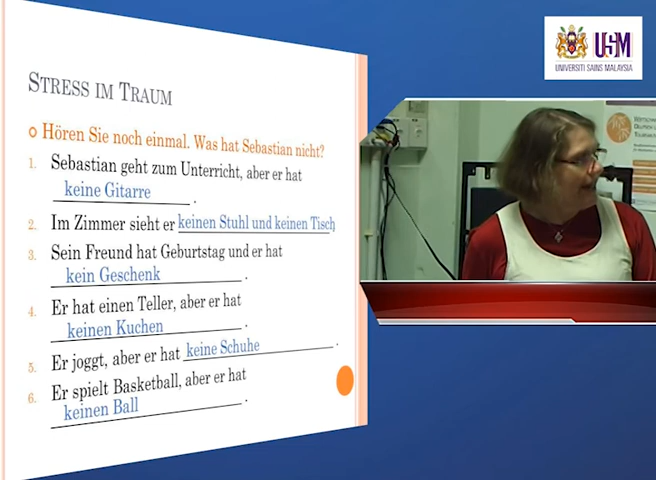 STRESS IM TRAUM
Hören Sie noch einmal. Was hat Sebastian nicht?
1. Sebastian geht zum Unterricht, aber er hat
keine Gitarre .
2. Im Zimmer sieht er keinen Stuhl und keinen Tisch
3. Sein Freund hat Geburtstag und er hat
kein Geschenk .
4. Er hat einen Teller, aber er hat
keinen Kuchen .
5. Er joggt, aber er hat keine Schuhe .
6. Er spielt Basketball, aber er hat
keinen Ball .
USM
UNIVERSITI SAINS MALAYSIA